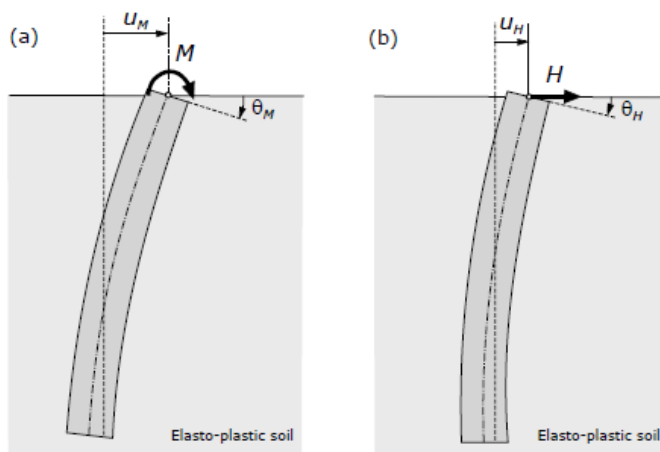 (a)
u_M
M
θ_M
Elasto-plastic soil
(b)
u_H
H
θ_H
Elasto-plastic soil